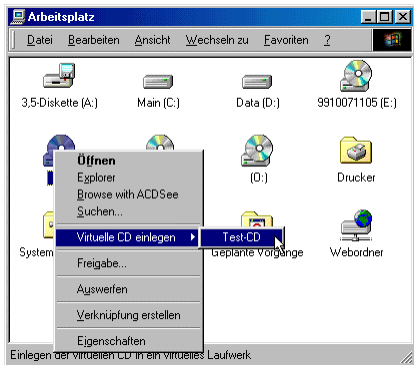 Arbeitsplatz
Datei Bearbeiten Ansicht Wechseln zu Favoriten ?
3,5-Diskette (A:) Main (C:) Data (D:) 9910071105 (E:)
(O:) Drucker
Öffnen
Explorer
Browse with ACDSee
Suchen...
Virtuelle CD einlegen Test-CD
System Geplante Vorgänge Webordner
Freigabe...
Auswerfen
Verknüpfung erstellen
Eigenschaften
Einlegen der virtuellen CD in ein virtuelles Laufwerk